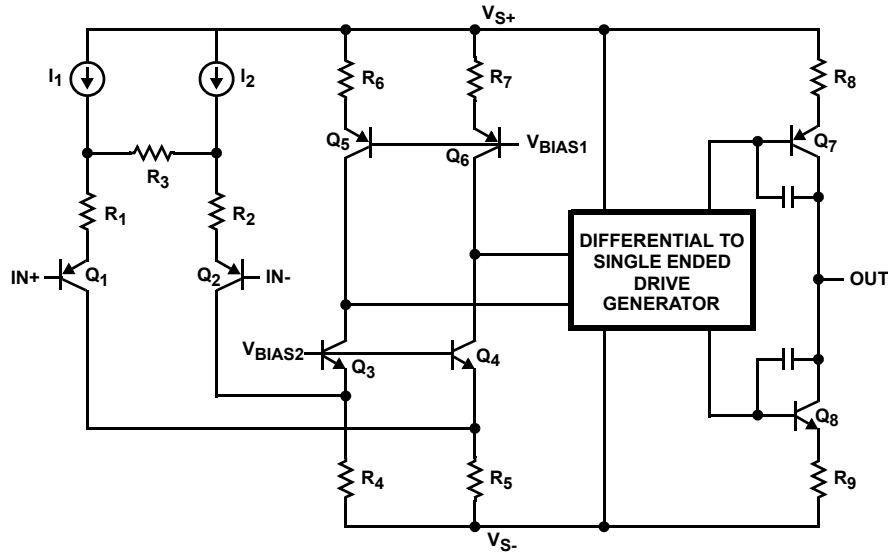 VS+
I1
I2
R6
R7
R8
Q5
Q6
VBIAS1
Q7
R3
R1
R2
DIFFERENTIAL TO
SINGLE ENDED
DRIVE
GENERATOR
IN+
Q1
Q2
IN-
OUT
VBIAS2
Q3
Q4
Q8
R4
R5
R9
VS-